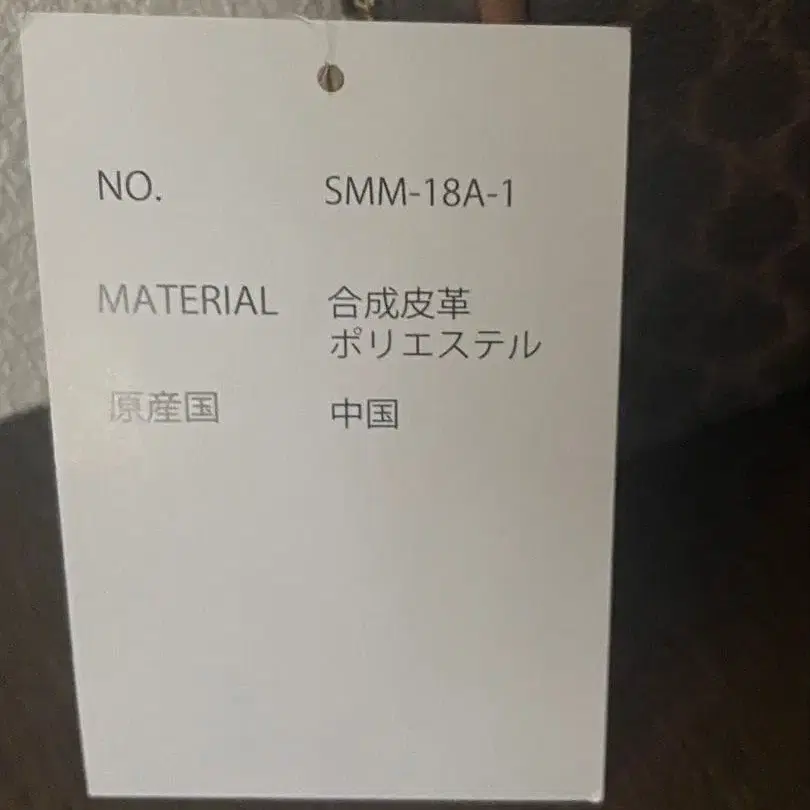 NO. SMM-18A-1
MATERIAL 合成皮革
ポリエステル
原産国 中国